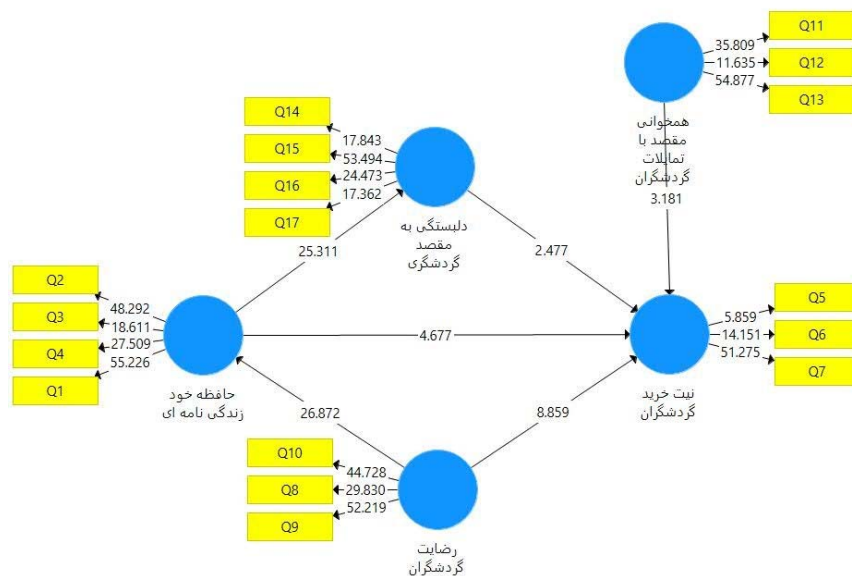 Q11
35.809
Q12
11.635
Q13
54.877
همخوانی
مقصد با
تمایلات
گردشگران
3.181
Q14
17.843
Q15
53.494
Q16
24.473
Q17
17.362
دلبستگی به
مقصد
گردشگری
25.311
2.477
Q2
48.292
Q3
18.611
Q4
27.509
Q1
55.226
حافظه خود
زندگی نامه ای
4.677
Q5
5.859
Q6
14.151
Q7
51.275
نیت خرید
گردشگران
26.872
8.859
Q10
44.728
Q8
29.830
Q9
52.219
رضایت
گردشگران